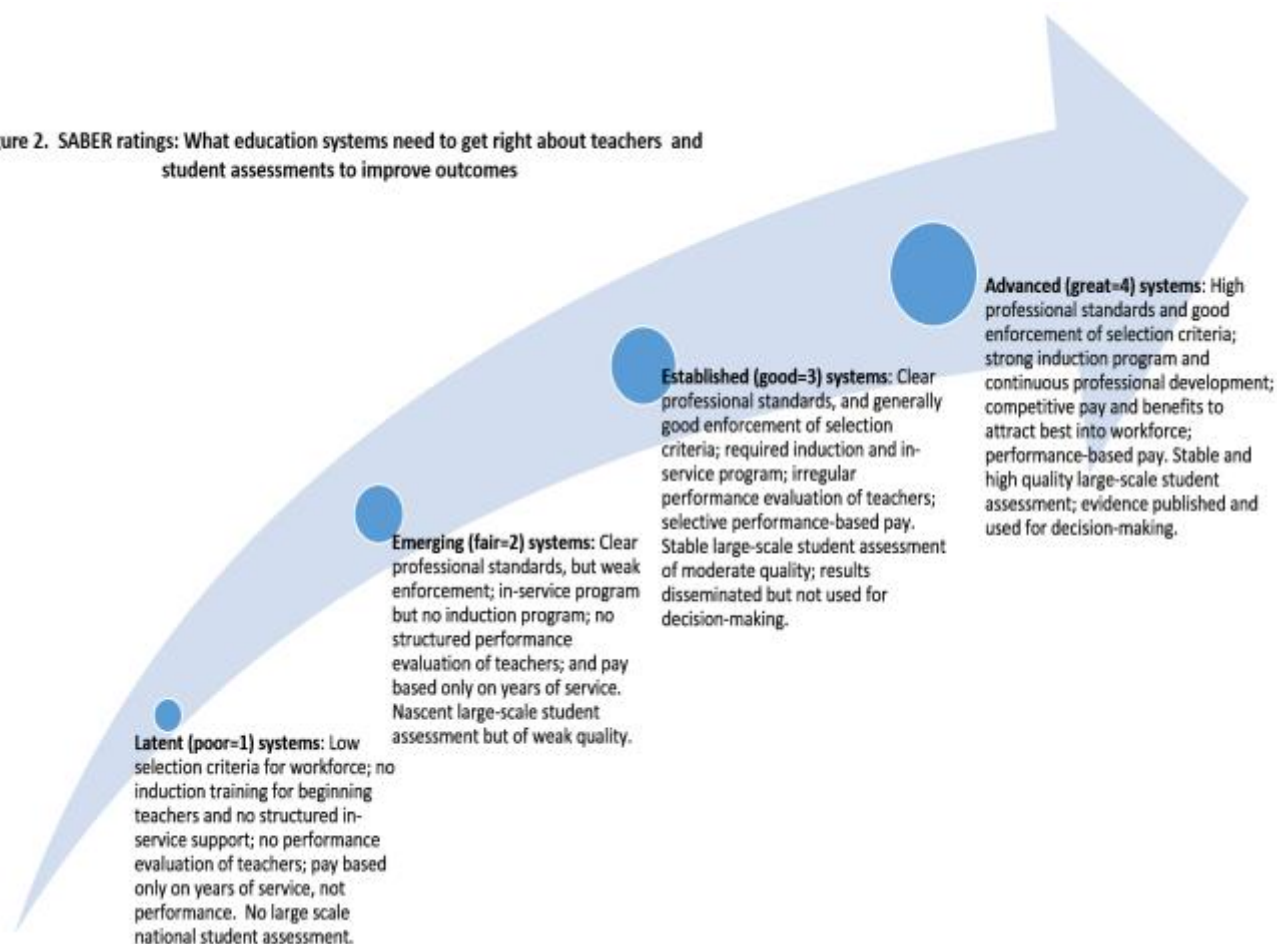 ure 2. SABER ratings: What education systems need to get right about teachers and
student assessments to improve outcomes
Advanced (great=4) systems: High
professional standards and good
enforcement of selection criteria;
strong induction program and
continuous professional development;
competitive pay and benefits to
attract best into workforce;
performance-based pay. Stable and
high quality large-scale student
assessment; evidence published and
used for decision-making.
Established (good=3) systems: Clear
professional standards, and generally
good enforcement of selection
criteria; required induction and in-
service program; irregular
performance evaluation of teachers;
selective performance-based pay.
Stable large-scale student assessment
of moderate quality; results
disseminated but not used for
decision-making.
Emerging (fair=2) systems: Clear
professional standards, but weak
enforcement; in-service program
but no induction program; no
structured performance
evaluation of teachers; and pay
based only on years of service.
Nascent large-scale student
assessment but of weak quality.
Latent (poor=1) systems: Low
selection criteria for workforce; no
induction training for beginning
teachers and no structured in-
service support; no performance
evaluation of teachers; pay based
only on years of service, not
performance. No large scale
national student assessment.